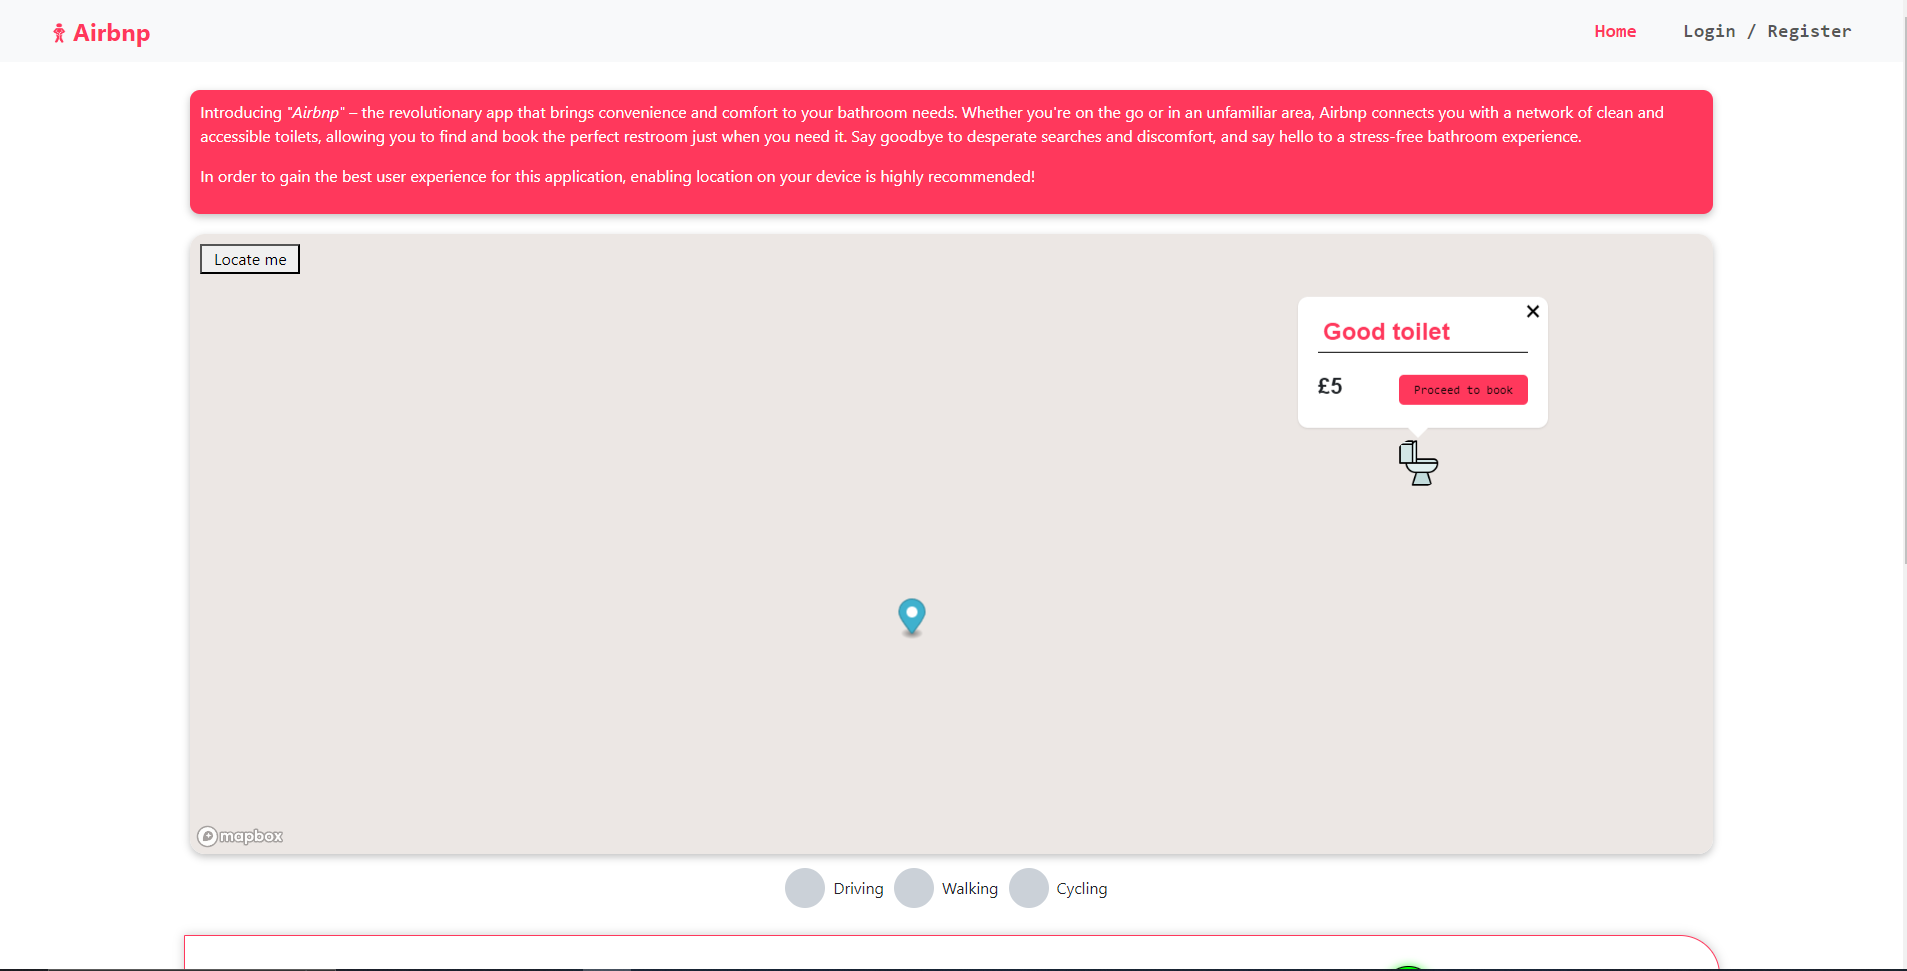 Airbnp
Home
Login / Register
Introducing "Airbnp" – the revolutionary app that brings convenience and comfort to your bathroom needs. Whether you're on the go or in an unfamiliar area, Airbnp connects you with a network of clean and
accessible toilets, allowing you to find and book the perfect restroom just when you need it. Say goodbye to desperate searches and discomfort, and say hello to a stress-free bathroom experience.
In order to gain the best user experience for this application, enabling location on your device is highly recommended!
Locate me
Good toilet
£5
Proceed to book
mapbox
Driving
Walking
Cycling